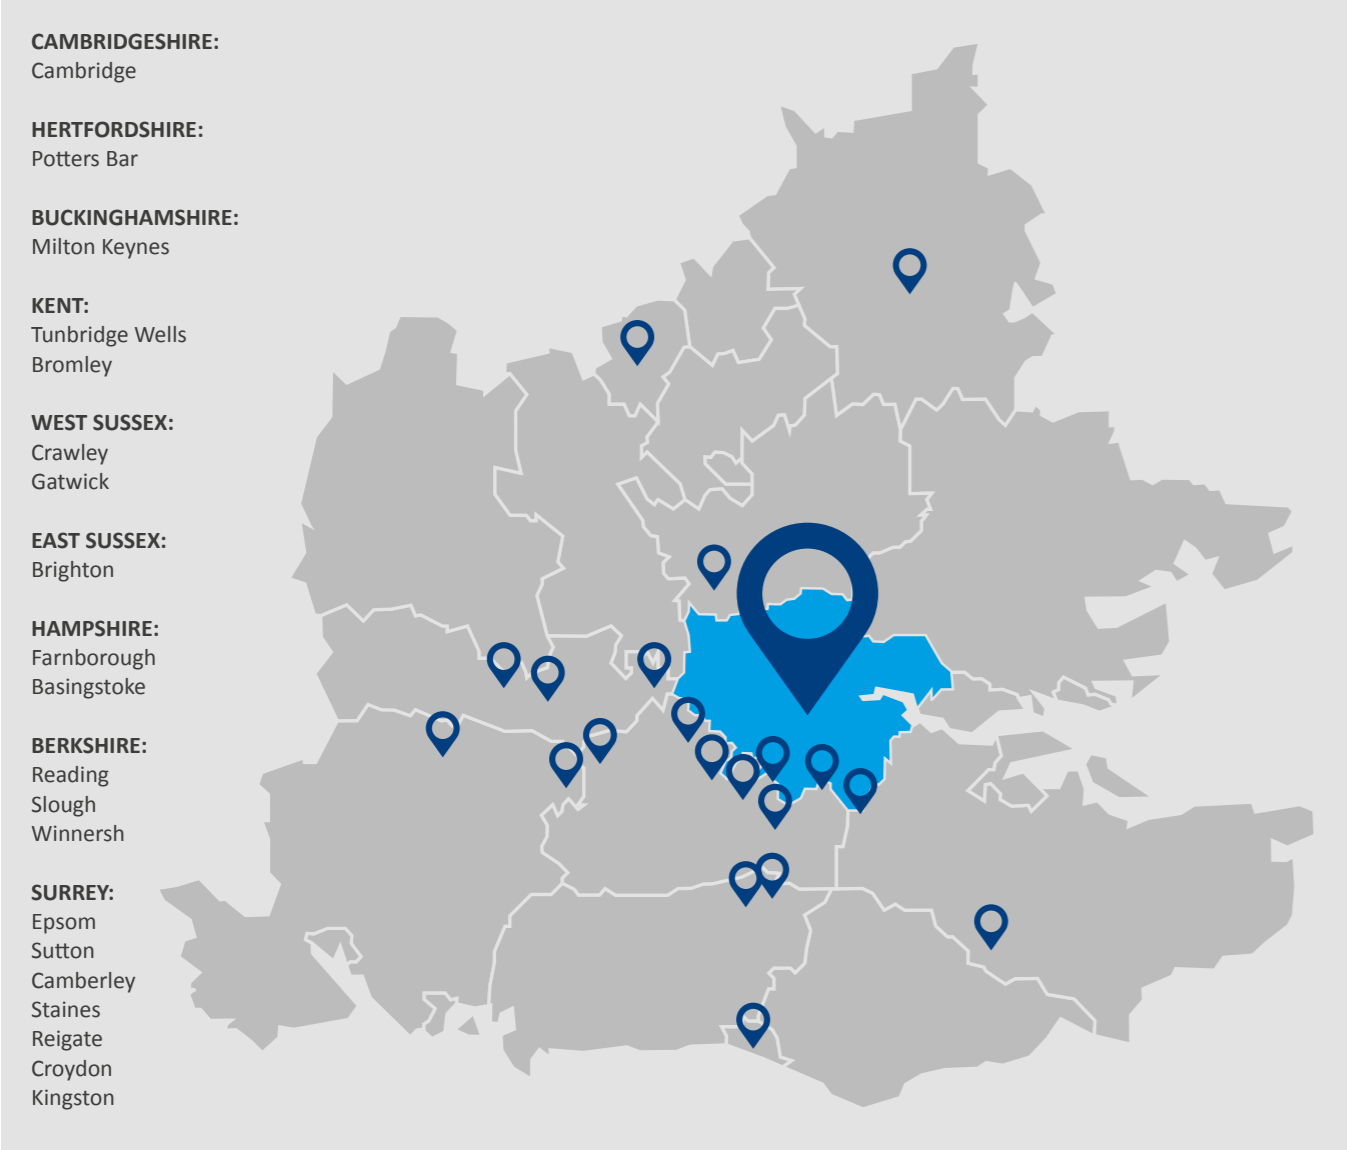 CAMBRIDGESHIRE:
Cambridge
HERTFORDSHIRE:
Potters Bar
BUCKINGHAMSHIRE:
Milton Keynes
KENT:
Tunbridge Wells
Bromley
WEST SUSSEX:
Crawley
Gatwick
EAST SUSSEX:
Brighton
HAMPSHIRE:
Farnborough
Basingstoke
BERKSHIRE:
Reading
Slough
Winnersh
SURREY:
Epsom
Sutton
Camberley
Staines
Reigate
Croydon
Kingston